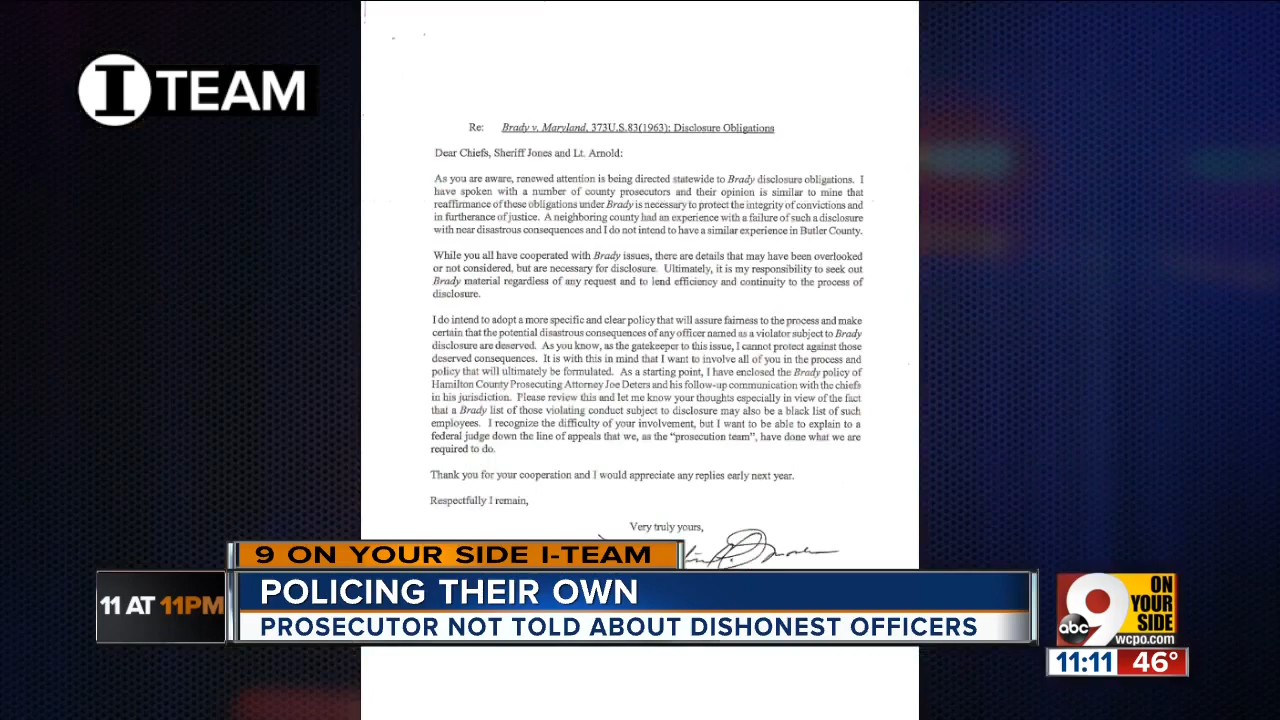 I TEAM
Re: Brady v. Maryland, 373U.S.83(1963); Disclosure Obligations
Dear Chiefs, Sheriff Jones and Lt. Arnold:
As you are aware, renewed attention is being directed statewide to Brady disclosure obligations. I
have spoken with a number of county prosecutors and their opinion is similar to mine that
reaffirmance of these obligations under Brady is necessary to protect the integrity of convictions and
in furtherance of justice. A neighboring county had an experience with a failure of such a disclosure
with near disastrous consequences and I do not intend to have a similar experience in Butler County.
While you all have cooperated with Brady issues, there are details that may have been overlooked
or not considered, but are necessary for disclosure. Ultimately, it is my responsibility to seek out
Brady material regardless of any request and to lend efficiency and continuity to the process of
disclosure.
I do intend to adopt a more specific and clear policy that will assure fairness to the process and make
certain that the potential disastrous consequences of any officer named as a violator subject to Brady
disclosure are deserved. As you know, as the gatekeeper to this issue, I cannot protect against those
deserved consequences. It is with this in mind that I want to involve all of you in the process and
policy that will ultimately be formulated. As a starting point, I have enclosed the Brady policy of
Hamilton County Prosecuting Attorney Joe Deters and his follow-up communication with the chiefs
in his jurisdiction. Please review this and let me know your thoughts especially in view of the fact
that a Brady list of those violating conduct subject to disclosure may also be a black list of such
employees. I recognize the difficulty of your involvement, but I want to be able to explain to a
federal judge down the line of appeals that we, as the “prosecution team”, have done what we are
required to do.
Thank you for your cooperation and I would appreciate any replies early next year.
Respectfully I remain,
Very truly yours,
9 ON YOUR SIDE I-TEAM
11 AT 11PM
POLICING THEIR OWN
PROSECUTOR NOT TOLD ABOUT DISHONEST OFFICERS
abc 9 ON YOUR SIDE
wcpo.com
11:11 46°